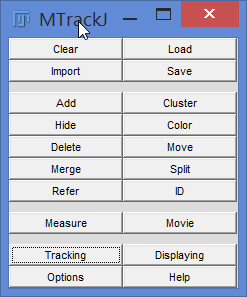 MTrackJ
Clear Load
Import Save
Add Cluster
Hide Color
Delete Move
Merge Split
Refer ID
Measure Movie
Tracking Displaying
Options Help